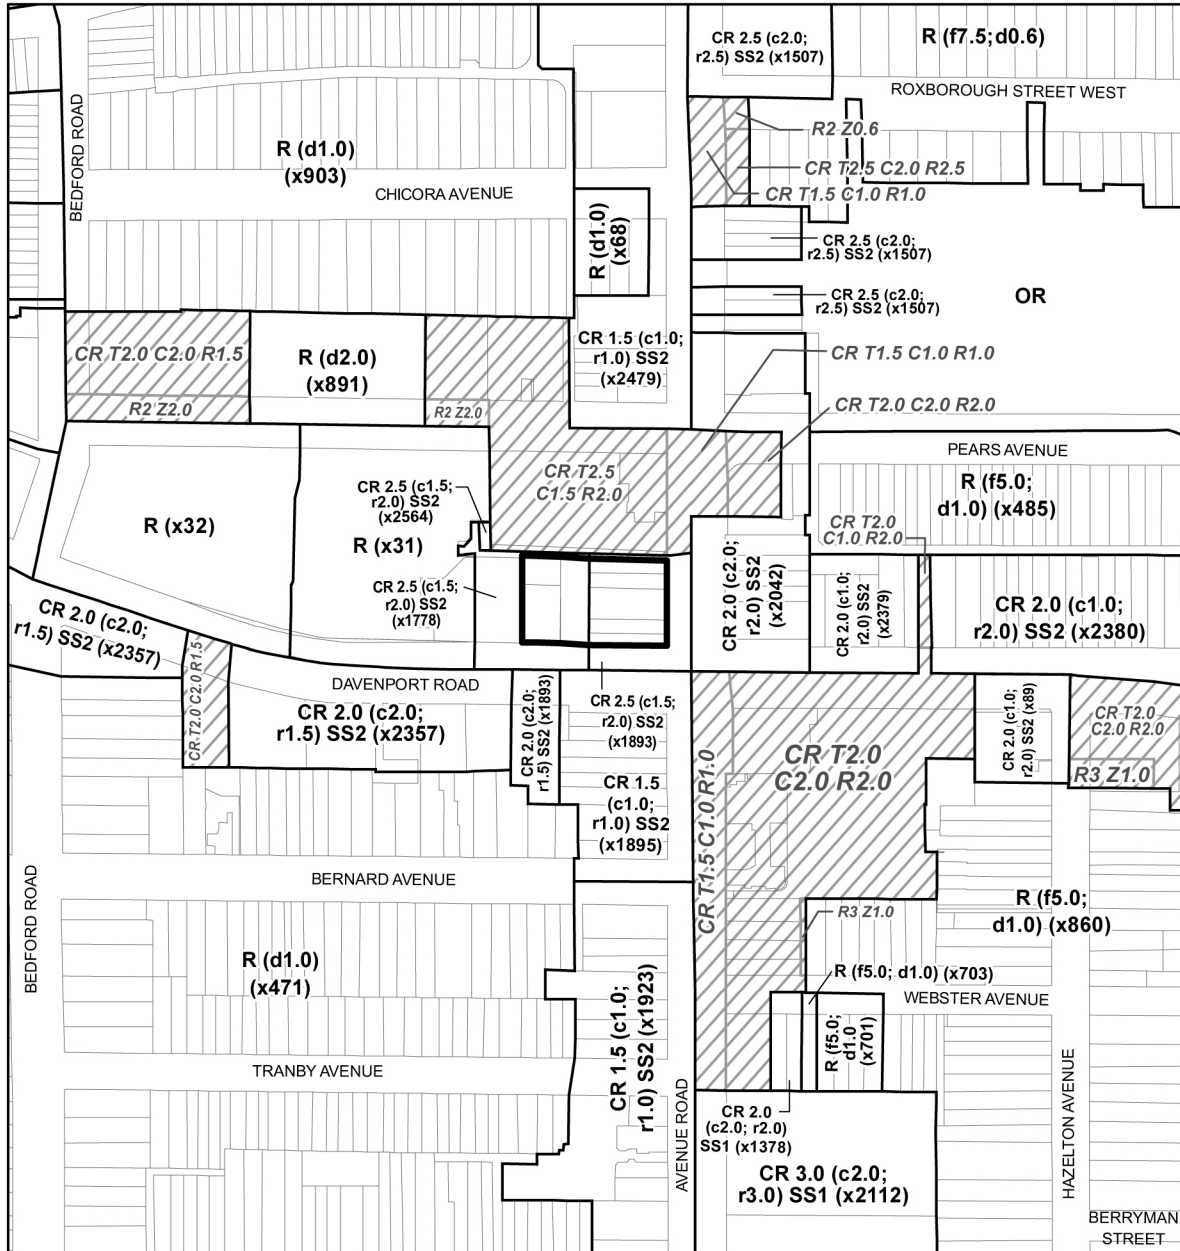 CR 2.5 (c2.0;
r2.5) SS2 (x1507)
R (f7.5;d0.6)
ROXBOROUGH STREET WEST
BEDFORD ROAD
R (d1.0)
(x903)
CHICORA AVENUE
R2 Z0.6
CR T2.5 C2.0 R2.5
CR T1.5 C1.0 R1.0
R (d1.0)
(x68)
CR 2.5 (c2.0;
r2.5) SS2 (x1507)
CR 2.5 (c2.0;
r2.5) SS2 (x1507)
OR
CR T2.0 C2.0 R1.5
R2 Z2.0
R (d2.0)
(x891)
R2 Z2.0
CR 1.5 (c1.0;
r1.0) SS2
(x2479)
CR T1.5 C1.0 R1.0
CR T2.0 C2.0 R2.0
PEARS AVENUE
CR T2.5
C1.5 R2.0
R (f5.0;
d1.0) (x485)
CR 2.5 (c1.5;
r2.0) SS2
(x2564)
R (x32)
R (x31)
CR T2.0
C1.0 R2.0
CR 2.5 (c1.5;
r2.0) SS2
(x1778)
CR 2.0 (c2.0;
r2.0) SS2
(x2042)
CR 2.0 (c1.0;
r2.0) SS2
(x2379)
CR 2.0 (c1.0;
r2.0) SS2 (x2380)
CR 2.0 (c2.0;
r1.5) SS2 (x2357)
CR T2.0 C2.0 R1.5
DAVENPORT ROAD
CR 2.0 (c2.0;
r1.5) SS2 (x2357)
CR 2.0 (c2.0;
r1.5) SS2 (x1893)
CR 2.5 (c1.5;
r2.0) SS2
(x1893)
CR 1.5
(c1.0;
r1.0) SS2
(x1895)
CR T1.5 C1.0 R1.0
CR T2.0
C2.0 R2.0
CR 2.0 (c1.0;
r2.0) SS2 (x89)
CR T2.0
C2.0 R2.0
R3 Z1.0
BEDFORD ROAD
BERNARD AVENUE
R (f5.0;
d1.0) (x860)
R3 Z1.0
R (d1.0)
(x471)
R (f5.0; d1.0) (x703)
WEBSTER AVENUE
CR 1.5 (c1.0;
r1.0) SS2 (x1923)
R (f5.0;
d1.0
(x701)
TRANBY AVENUE
AVENUE ROAD
HAZELTON AVENUE
CR 2.0
(c2.0; r2.0)
SS1 (x1378)
CR 3.0 (c2.0;
r3.0) SS1 (x2112)
BERRYMAN
STREET